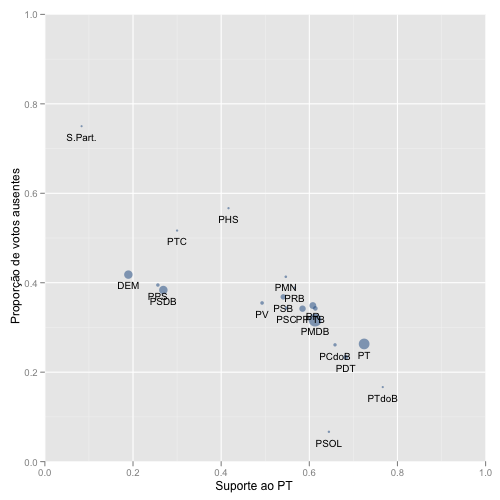 1.0
0.8
0.6
0.4
0.2
0.0
Proporção de votos ausentes
S.Part.
PHS
PTC
DEM
PPS
PSDB
PMN
PRB
PSB
PV
PSC
PMDB
PCdoB
PT
PDT
PTdoB
PSOL
0.0 0.2 0.4 0.6 0.8 1.0
Suporte ao PT